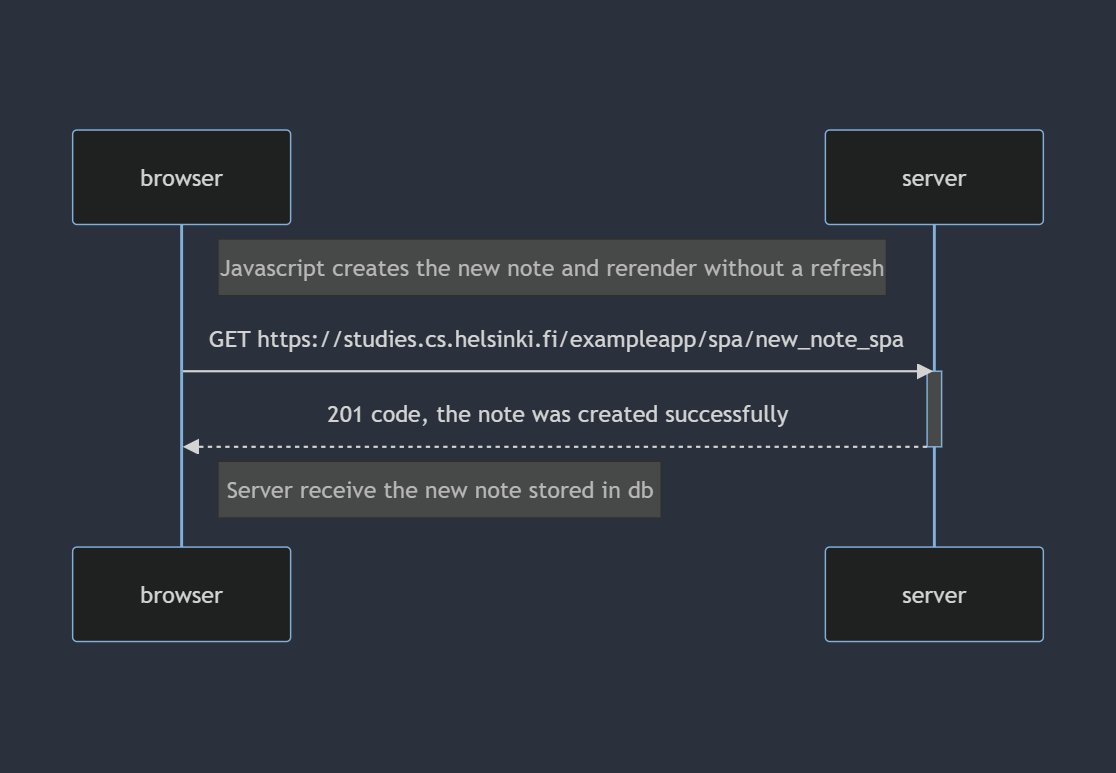 browser
server
Javascript creates the new note and rerender without a refresh
GET https://studies.cs.helsinki.fi/exampleapp/spa/new_note_spa
201 code, the note was created successfully
Server receive the new note stored in db
browser
server